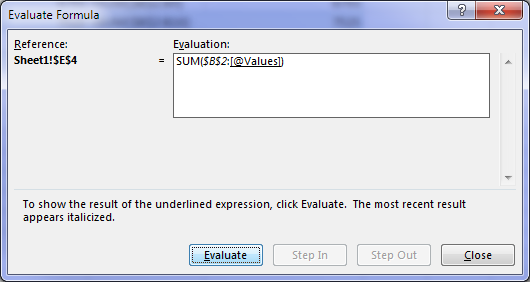 Evaluate Formula
Reference:
Evaluation:
Sheet1!$E$4
=
SUM($B$2:[@Values])
To show the result of the underlined expression, click Evaluate. The most recent result
appears italicized.
Evaluate
Step In
Step Out
Close